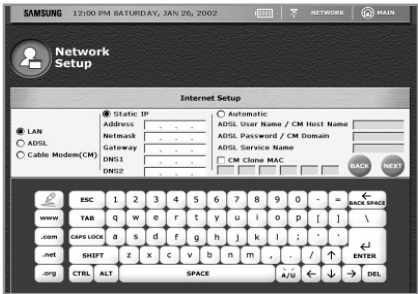 SAMSUNG 12:00 PM SATURDAY, JAN 26, 2002 NETWORK MAIN
Network
Setup
Internet Setup
LAN
ADSL
Cable Modem(CM)
Static IP
Address
Netmask
Gateway
DNS1
DNS2
Automatic
ADSL User Name / CM Host Name
ADSL Password / CM Domain
ADSL Service Name
CM Clone MAC
BACK NEXT
ESC 1 2 3 4 5 6 7 8 9 0 - = BACK SPACE
www TAB q w e r t y u i o p [ ] \
.com CAPS LOCK a s d f g h j k l ; ' ENTER
.net SHIFT z x c v b n m , . / ↑
.org CTRL ALT SPACE ← ↓ → DEL